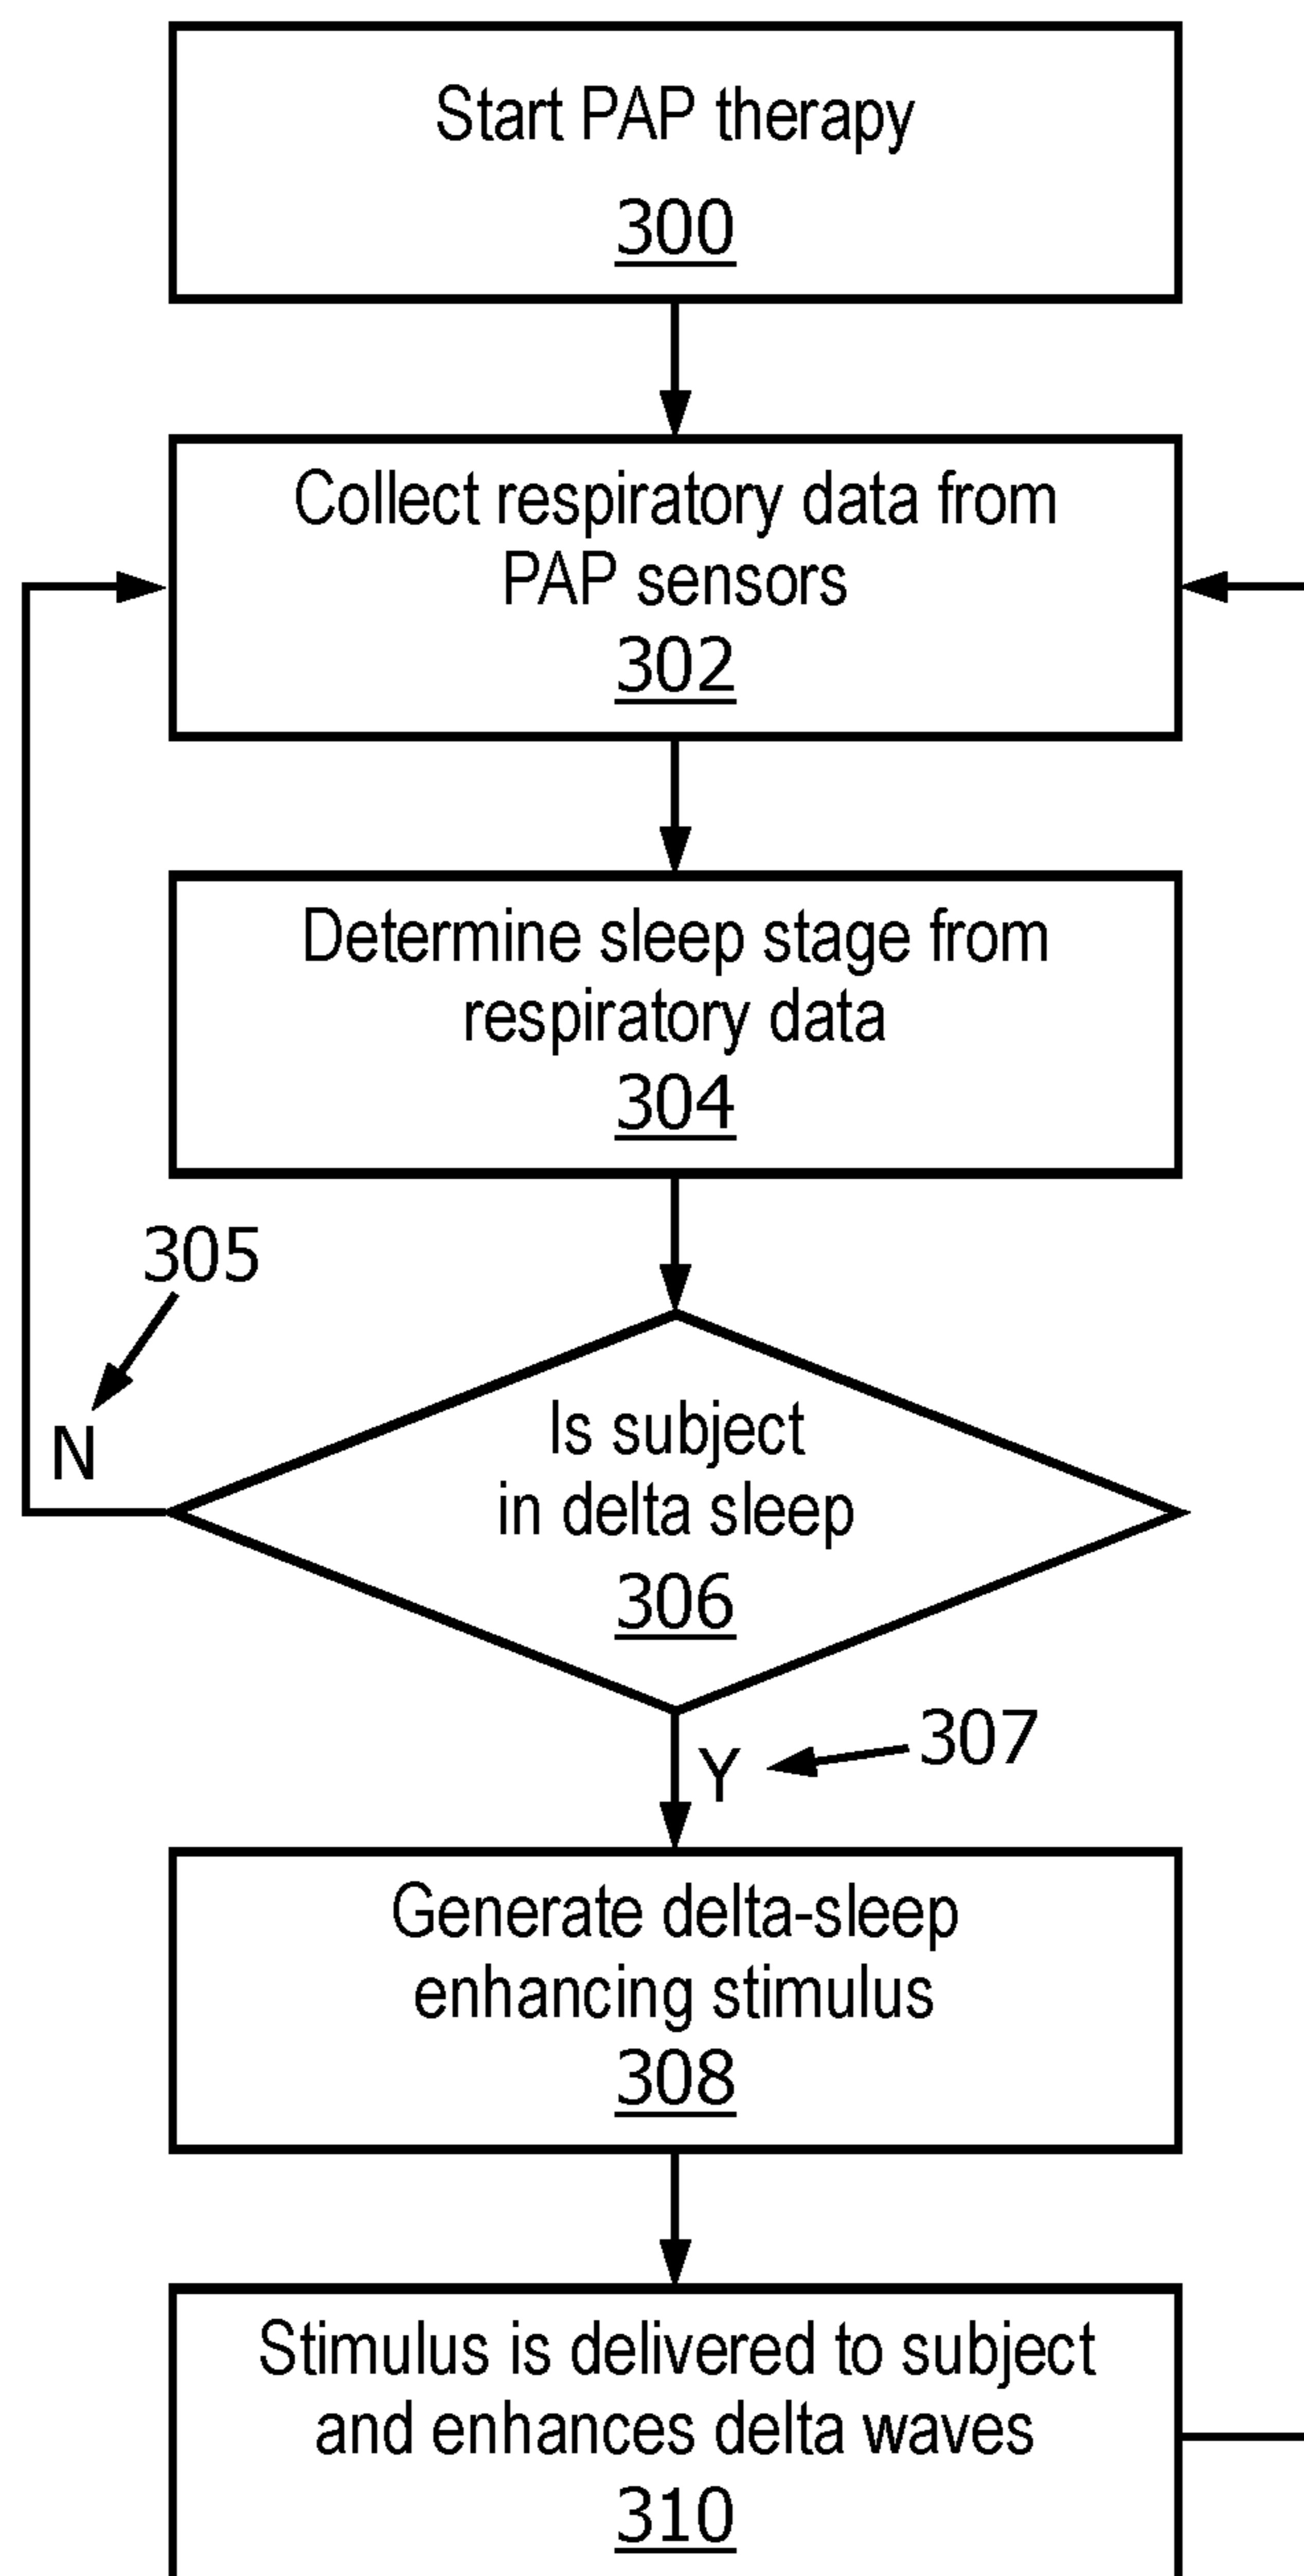 Start PAP therapy
300
Collect respiratory data from
PAP sensors
302
Determine sleep stage from
respiratory data
304
305
N
Is subject
in delta sleep
306
Y
307
Generate delta-sleep
enhancing stimulus
308
Stimulus is delivered to subject
and enhances delta waves
310